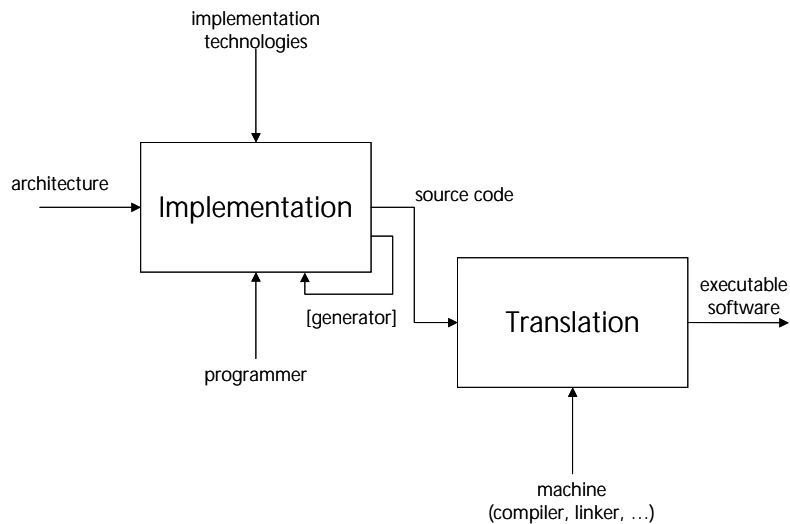 implementation
technologies
architecture
Implementation
source code
[generator]
programmer
Translation
executable
software
machine
(compiler, linker, …)